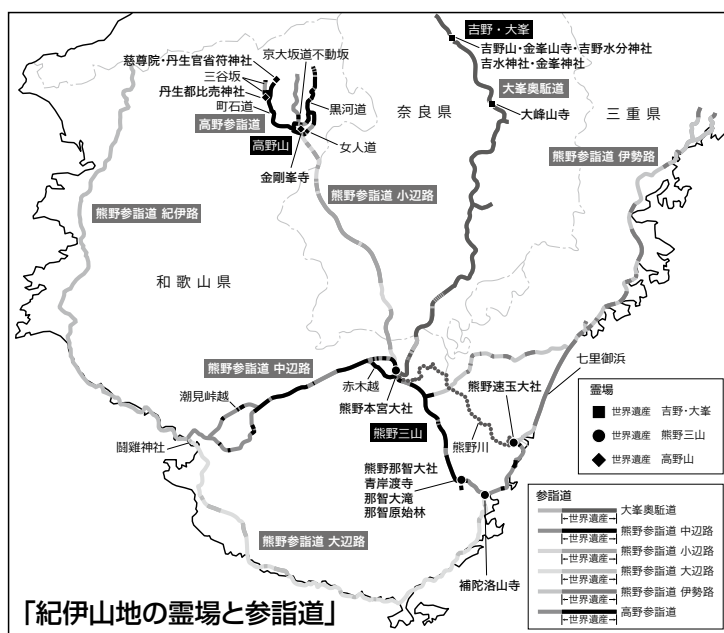 吉野・大峯
吉野山・金峯山寺・吉野水分神社
吉水神社・金峯神社
慈尊院・丹生官省符神社
京大坂道不動坂
三谷坂
丹生都比売神社
町石道
黒河道
奈良県
大峯奥駈道
大峰山寺
三重県
高野参詣道
高野山
女人道
熊野参詣道 伊勢路
金剛峯寺
熊野参詣道 小辺路
熊野参詣道 紀伊路
和歌山県
七里御浜
熊野参詣道 中辺路
赤木越
熊野速玉大社
潮見峠越
熊野本宮大社
熊野三山
熊野川
闘雞神社
熊野那智大社
青岸渡寺
那智大滝
那智原始林
熊野参詣道 大辺路
補陀洛山寺
霊場
世界遺産 吉野・大峯
世界遺産 熊野三山
世界遺産 高野山
参詣道
大峯奥駈道
←世界遺産→
熊野参詣道 中辺路
←世界遺産→
熊野参詣道 小辺路
←世界遺産→
熊野参詣道 大辺路
←世界遺産→
熊野参詣道 伊勢路
←世界遺産→
高野参詣道
←世界遺産→
「紀伊山地の霊場と参詣道」